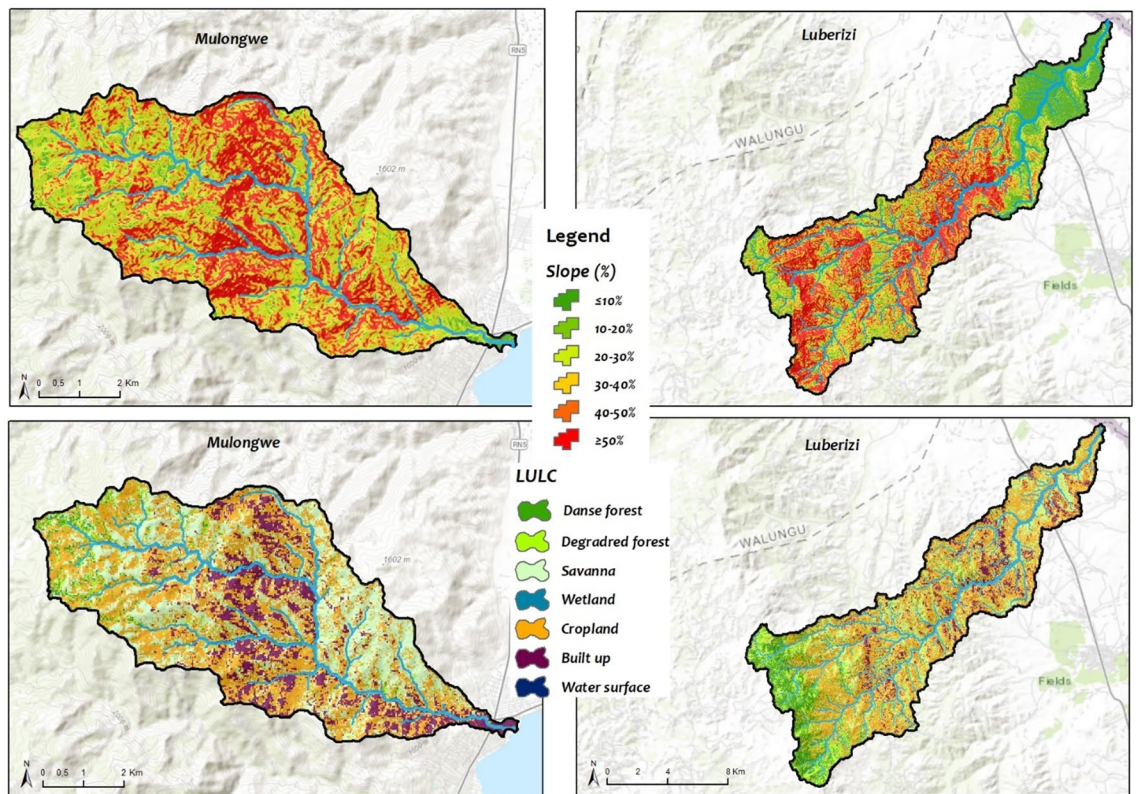 Mulongwe
RN5
1602 m
N
0 0.5 1 2 Km
Luberizi
WALUNGU
Fields
Legend
Slope (%)
≤10%
10-20%
20-30%
30-40%
40-50%
≥50%
LULC
Danse forest
Degradred forest
Savanna
Wetland
Cropland
Built up
Water surface
Mulongwe
RN5
1602 m
N
0 0.5 1 2 Km
Luberizi
WALUNGU
Fields
N
0 2 4 8 Km